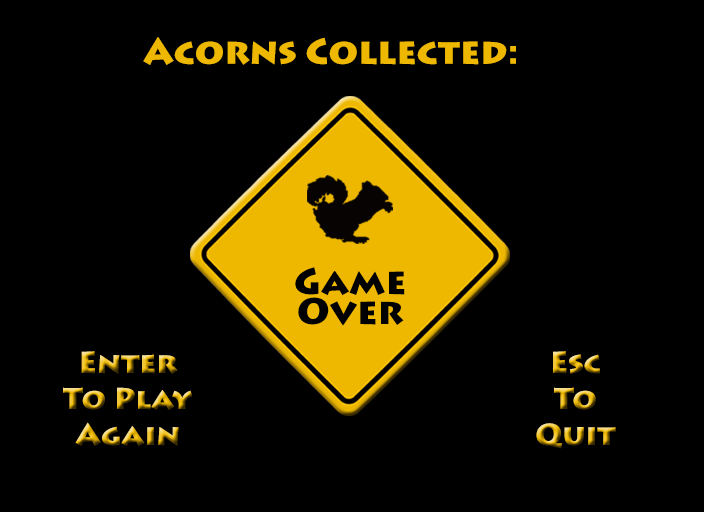 Acorns Collected:
Game
Over
Enter
To Play
Again
Esc
To
Quit